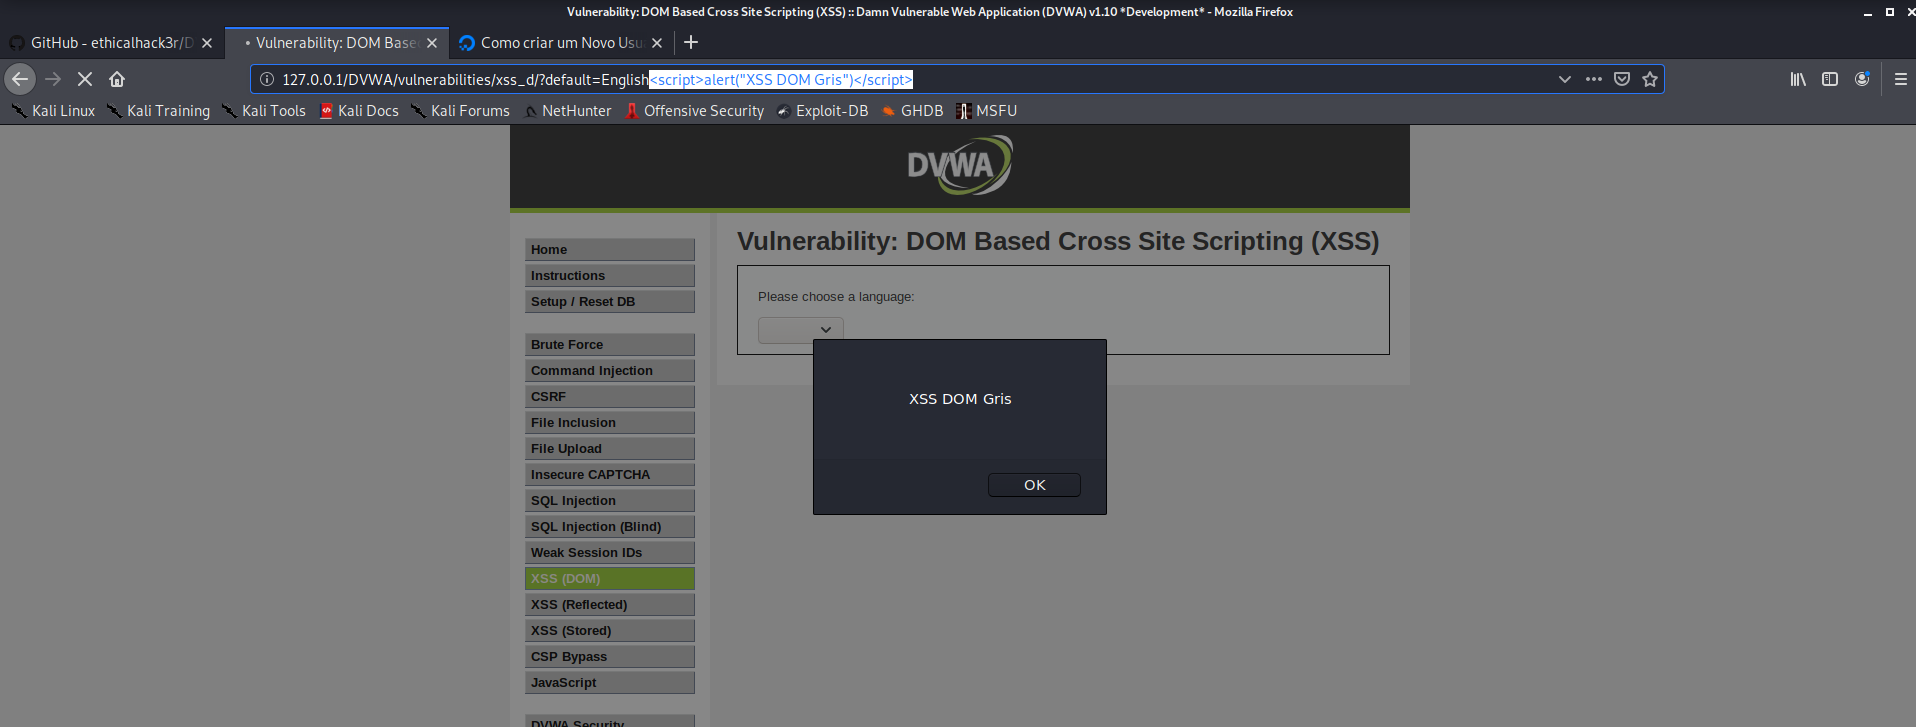 Vulnerability: DOM Based Cross Site Scripting (XSS) :: Damn Vulnerable Web Application (DVWA) v1.10 *Development* - Mozilla Firefox
GitHub - ethicalhack3r/D
Vulnerability: DOM Base
Como criar um Novo Usu
127.0.0.1/DVWA/vulnerabilities/xss_d/?default=English<script>alert("XSS DOM Gris")</script>
Kali Linux Kali Training Kali Tools Kali Docs Kali Forums NetHunter Offensive Security Exploit-DB GHDB MSFU
DVWA
Home
Instructions
Setup / Reset DB
Brute Force
Command Injection
CSRF
File Inclusion
File Upload
Insecure CAPTCHA
SQL Injection
SQL Injection (Blind)
Weak Session IDs
XSS (DOM)
XSS (Reflected)
XSS (Stored)
CSP Bypass
JavaScript
DVWA Security
Vulnerability: DOM Based Cross Site Scripting (XSS)
Please choose a language:
XSS DOM Gris
OK